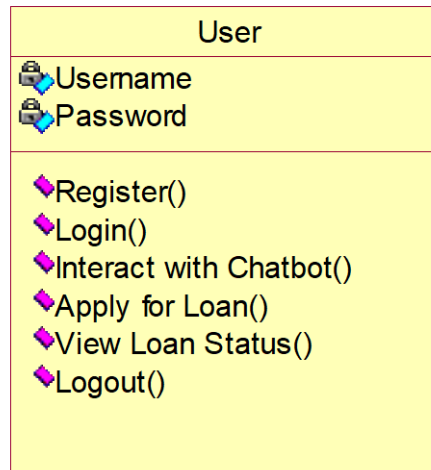 User
Username
Password
Register()
Login()
Interact with Chatbot()
Apply for Loan()
View Loan Status()
Logout()